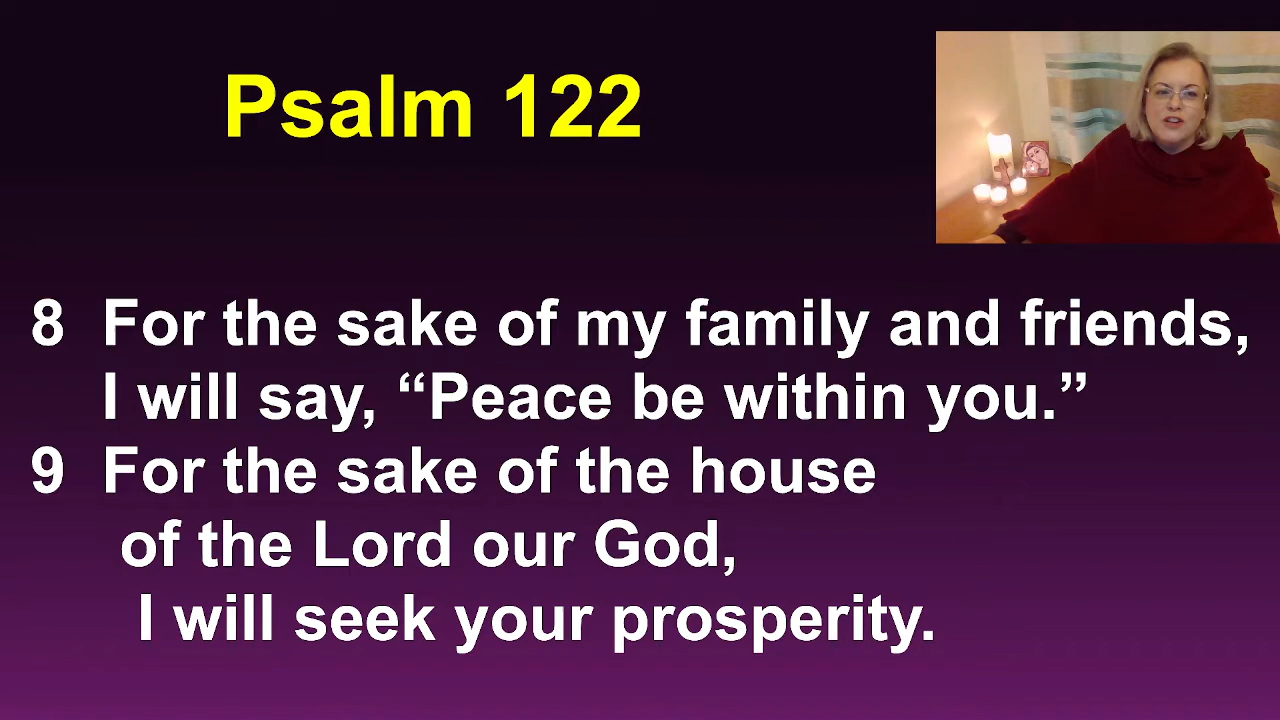 Psalm 122
8 For the sake of my family and friends,
I will say, “Peace be within you.”
9 For the sake of the house
of the Lord our God,
I will seek your prosperity.